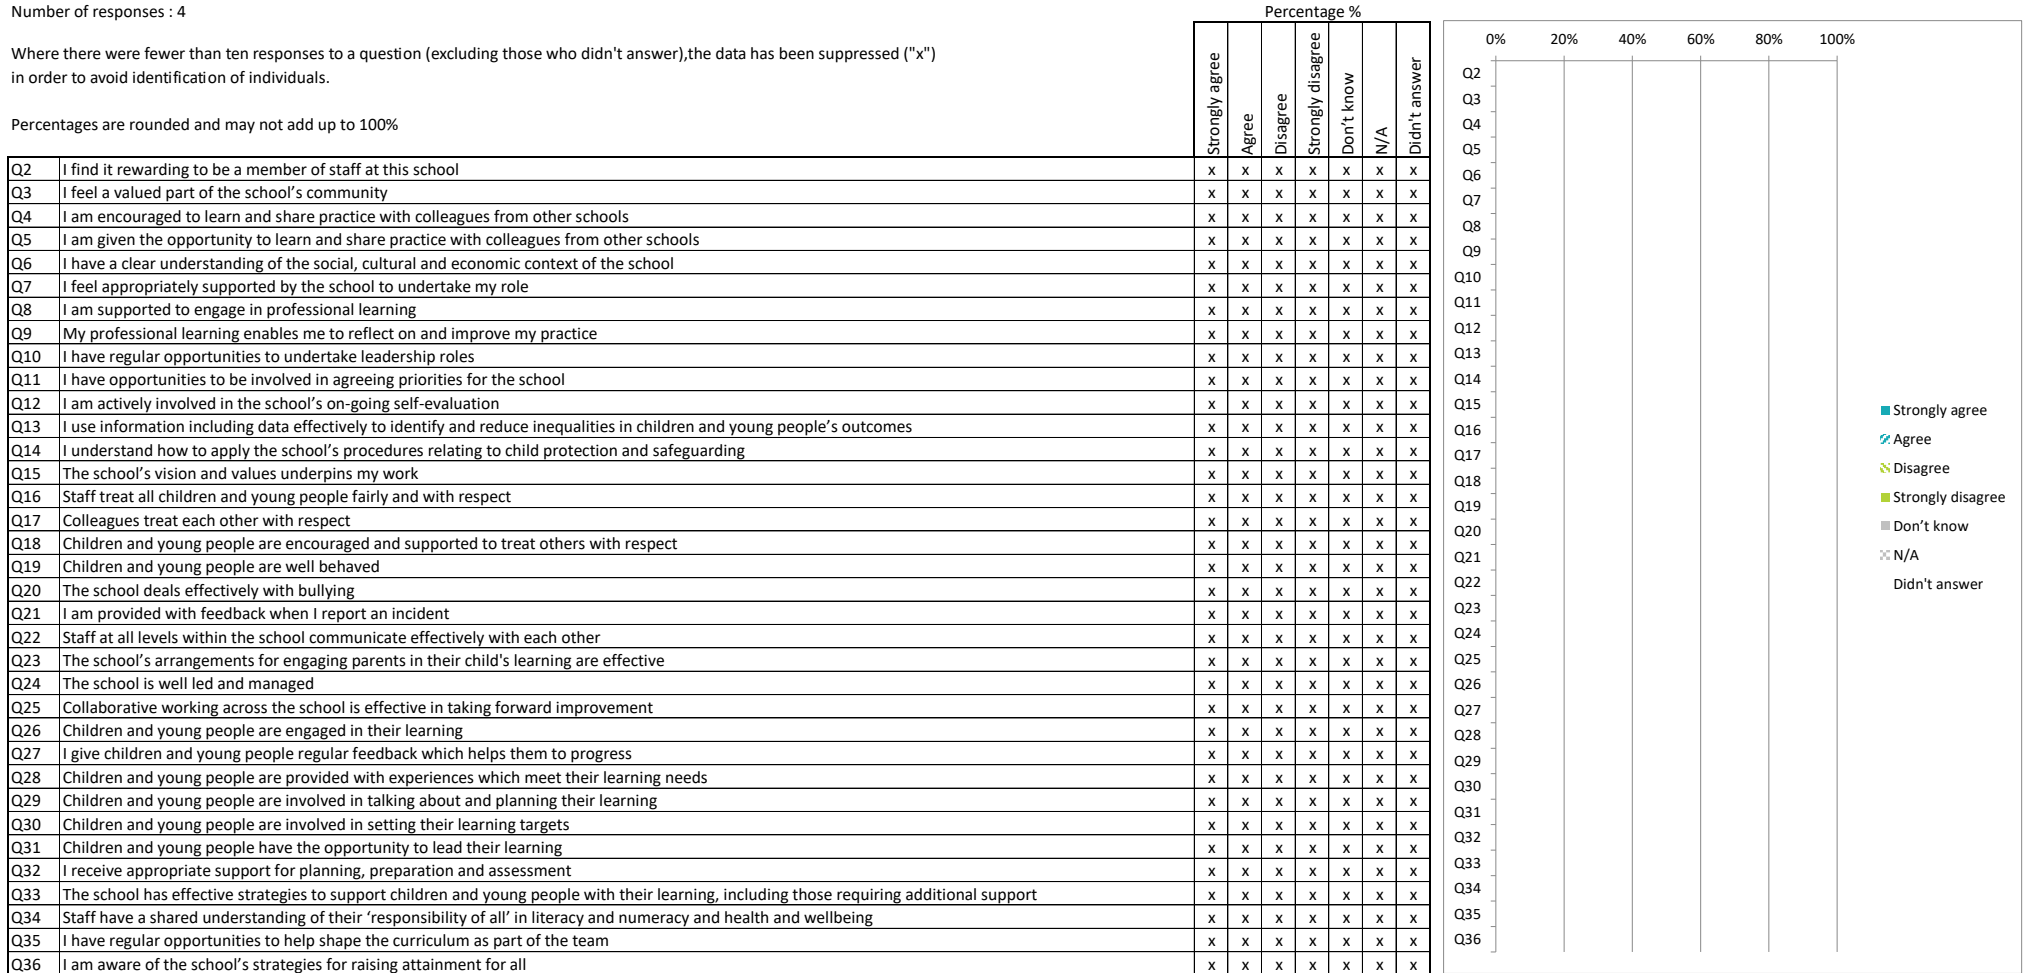 Number of responses : 4
Percentage %
Where there were fewer than ten responses to a question (excluding those who didn't answer),the data has been suppressed ("x")
in order to avoid identification of individuals.
Percentages are rounded and may not add up to 100%
Strongly agree
Agree
Disagree
Strongly disagree
Don't know
N/A
Didn't answer
Q2 I find it rewarding to be a member of staff at this school x x x x x x x
Q3 I feel a valued part of the school’s community x x x x x x x
Q4 I am encouraged to learn and share practice with colleagues from other schools x x x x x x x
Q5 I am given the opportunity to learn and share practice with colleagues from other schools x x x x x x x
Q6 I have a clear understanding of the social, cultural and economic context of the school x x x x x x x
Q7 I feel appropriately supported by the school to undertake my role x x x x x x x
Q8 I am supported to engage in professional learning x x x x x x x
Q9 My professional learning enables me to reflect on and improve my practice x x x x x x x
Q10 I have regular opportunities to undertake leadership roles x x x x x x x
Q11 I have opportunities to be involved in agreeing priorities for the school x x x x x x x
Q12 I am actively involved in the school’s on-going self-evaluation x x x x x x x
Q13 I use information including data effectively to identify and reduce inequalities in children and young people’s outcomes x x x x x x x
Q14 I understand how to apply the school’s procedures relating to child protection and safeguarding x x x x x x x
Q15 The school’s vision and values underpins my work x x x x x x x
Q16 Staff treat all children and young people fairly and with respect x x x x x x x
Q17 Colleagues treat each other with respect x x x x x x x
Q18 Children and young people are encouraged and supported to treat others with respect x x x x x x x
Q19 Children and young people are well behaved x x x x x x x
Q20 The school deals effectively with bullying x x x x x x x
Q21 I am provided with feedback when I report an incident x x x x x x x
Q22 Staff at all levels within the school communicate effectively with each other x x x x x x x
Q23 The school’s arrangements for engaging parents in their child's learning are effective x x x x x x x
Q24 The school is well led and managed x x x x x x x
Q25 Collaborative working across the school is effective in taking forward improvement x x x x x x x
Q26 Children and young people are engaged in their learning x x x x x x x
Q27 I give children and young people regular feedback which helps them to progress x x x x x x x
Q28 Children and young people are provided with experiences which meet their learning needs x x x x x x x
Q29 Children and young people are involved in talking about and planning their learning x x x x x x x
Q30 Children and young people are involved in setting their learning targets x x x x x x x
Q31 Children and young people have the opportunity to lead their learning x x x x x x x
Q32 I receive appropriate support for planning, preparation and assessment x x x x x x x
Q33 The school has effective strategies to support children and young people with their learning, including those requiring additional support x x x x x x x
Q34 Staff have a shared understanding of their ‘responsibility of all’ in literacy and numeracy and health and wellbeing x x x x x x x
Q35 I have regular opportunities to help shape the curriculum as part of the team x x x x x x x
Q36 I am aware of the school’s strategies for raising attainment for all x x x x x x x
0% 20% 40% 60% 80% 100%
Q2
Q3
Q4
Q5
Q6
Q7
Q8
Q9
Q10
Q11
Q12
Q13
Q14
Q15
Q16
Q17
Q18
Q19
Q20
Q21
Q22
Q23
Q24
Q25
Q26
Q27
Q28
Q29
Q30
Q31
Q32
Q33
Q34
Q35
Q36
Strongly agree
Agree
Disagree
Strongly disagree
Don’t know
N/A
Didn't answer